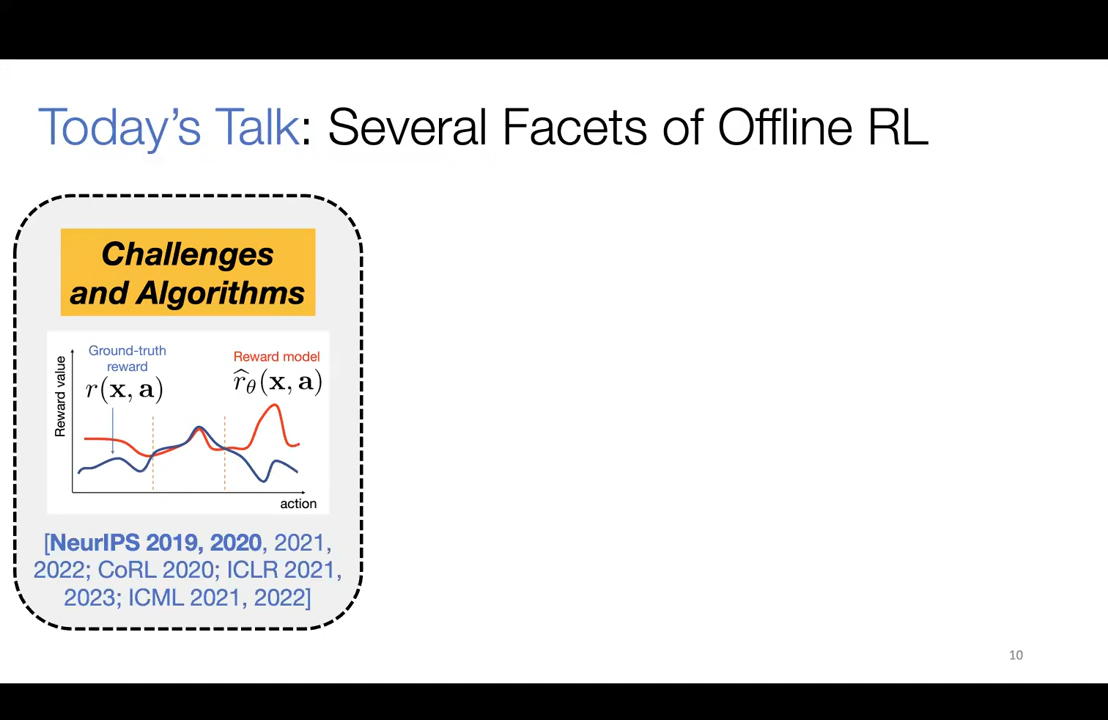 Today's Talk: Several Facets of Offline RL
Challenges
and Algorithms
Ground-truth
reward
r(x, a)
Reward model
r̂θ(x, a)
Reward value
action
[NeurIPS 2019, 2020, 2021,
2022; CoRL 2020; ICLR 2021,
2023; ICML 2021, 2022]
10